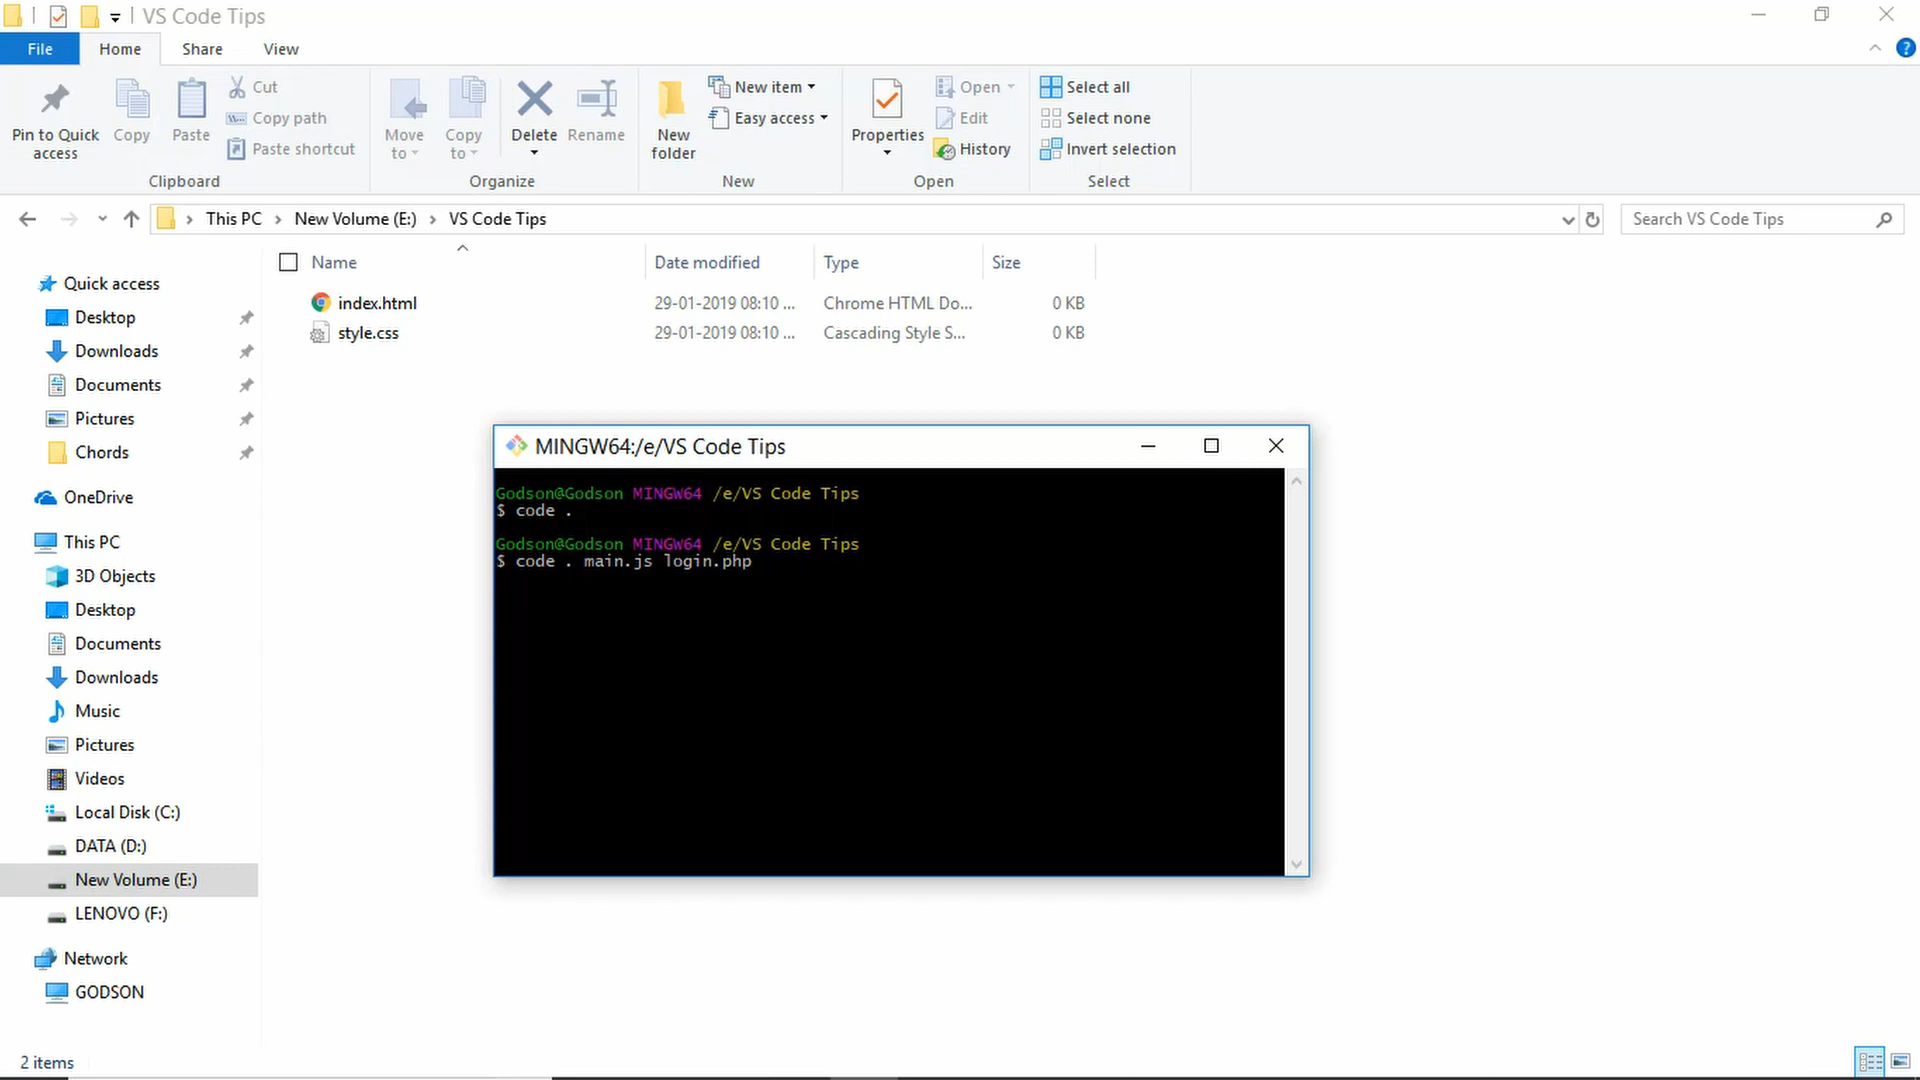 VS Code Tips
File Home Share View
Pin to Quick access
Copy
Paste
Cut
Copy path
Paste shortcut
Clipboard
Move to
Copy to
Delete
Rename
Organize
New folder
New item
Easy access
New
Properties
Open
Edit
History
Open
Select all
Select none
Invert selection
Select
This PC > New Volume (E:) > VS Code Tips
Search VS Code Tips
Name Date modified Type Size
index.html 29-01-2019 08:10 ... Chrome HTML Do... 0 KB
style.css 29-01-2019 08:10 ... Cascading Style S... 0 KB
Quick access
Desktop
Downloads
Documents
Pictures
Chords
OneDrive
This PC
3D Objects
Desktop
Documents
Downloads
Music
Pictures
Videos
Local Disk (C:)
DATA (D:)
New Volume (E:)
LENOVO (F:)
Network
GODSON
MINGW64:/e/VS Code Tips
Godson@Godson MINGW64 /e/VS Code Tips
$ code .
Godson@Godson MINGW64 /e/VS Code Tips
$ code . main.js login.php
2 items